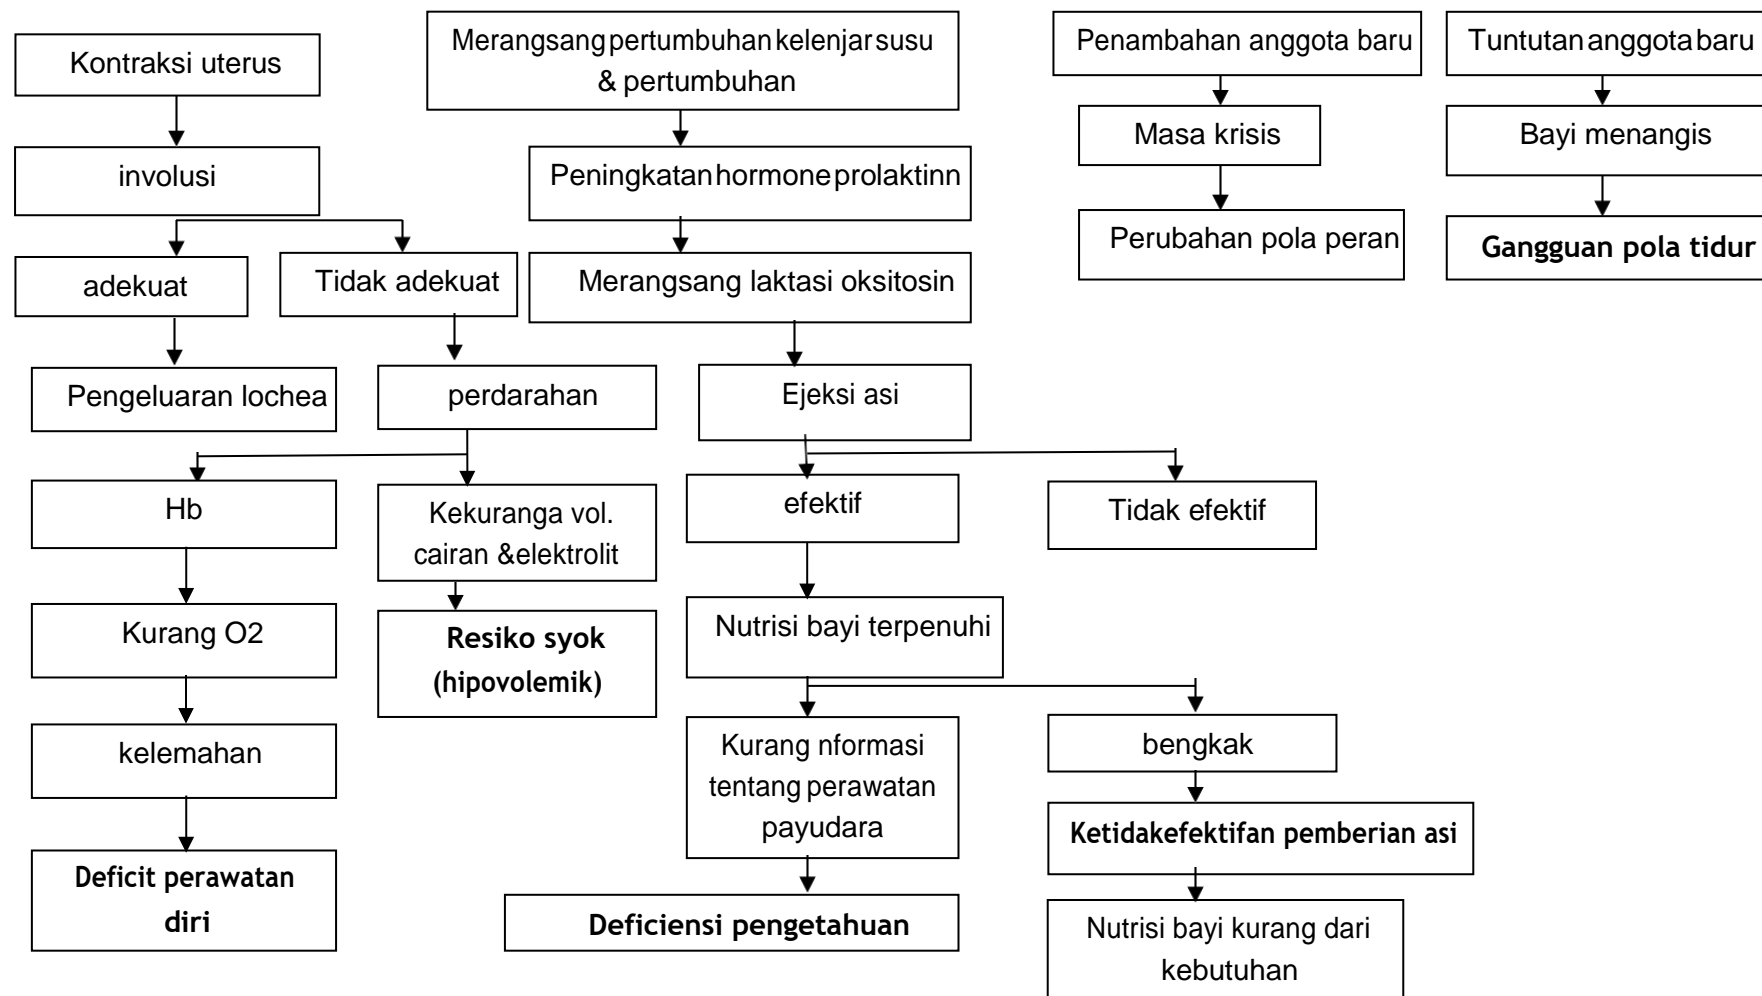 Kontraksi uterus
involusi
adekuat
Tidak adekuat
Pengeluaran lochea
perdarahan
Hb
Kekuranga vol.
cairan &elektrolit
Kurang O2
Resiko syok
(hipovolemik)
kelemahan
Deficit perawatan
diri
Merangsang pertumbuhan kelenjar susu
& pertumbuhan
Peningkatan hormone prolaktinn
Merangsang laktasi oksitosin
Ejeksi asi
efektif
Tidak efektif
Nutrisi bayi terpenuhi
Kurang nformasi
tentang perawatan
payudara
Deficiensi pengetahuan
bengkak
Ketidakefektifan pemberian asi
Nutrisi bayi kurang dari
kebutuhan
Penambahan anggota baru
Masa krisis
Perubahan pola peran
Tuntutan anggota baru
Bayi menangis
Gangguan pola tidur